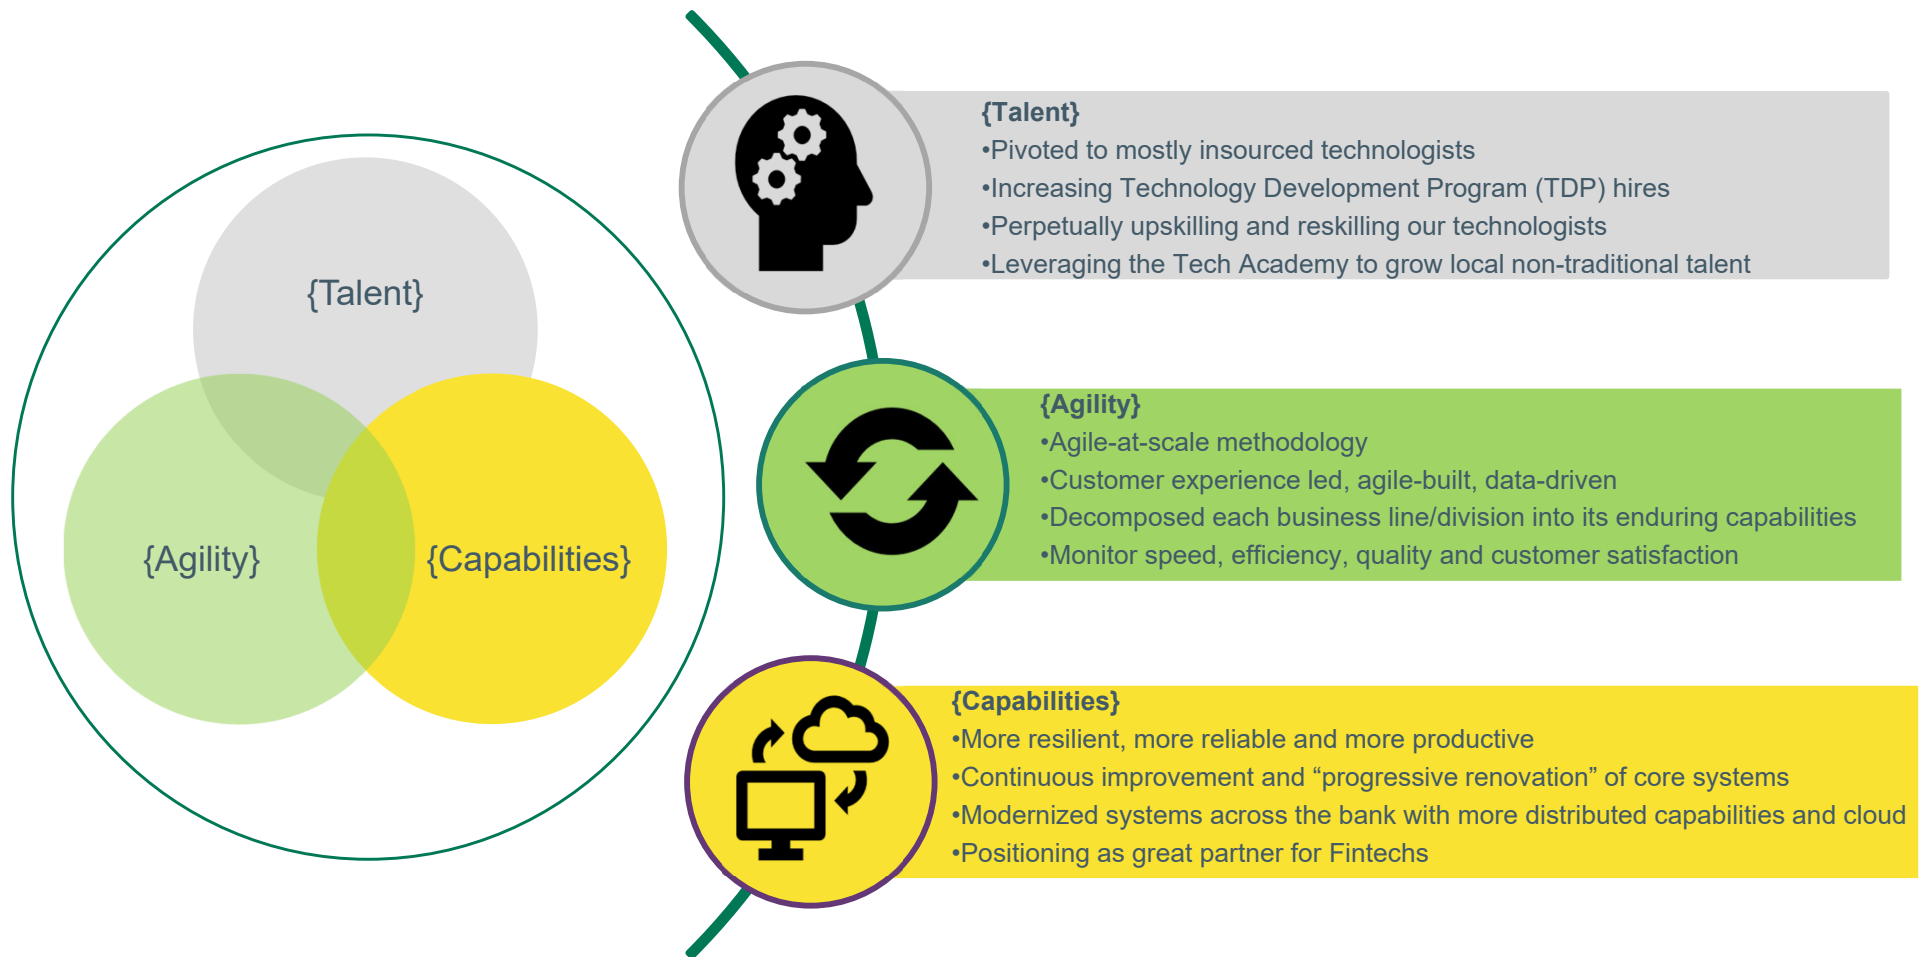 {Talent}
{Agility}
{Capabilities}
{Talent}
•Pivoted to mostly insourced technologists
•Increasing Technology Development Program (TDP) hires
•Perpetually upskilling and reskilling our technologists
•Leveraging the Tech Academy to grow local non-traditional talent
{Agility}
•Agile-at-scale methodology
•Customer experience led, agile-built, data-driven
•Decomposed each business line/division into its enduring capabilities
•Monitor speed, efficiency, quality and customer satisfaction
{Capabilities}
•More resilient, more reliable and more productive
•Continuous improvement and “progressive renovation” of core systems
•Modernized systems across the bank with more distributed capabilities and cloud
•Positioning as great partner for Fintechs